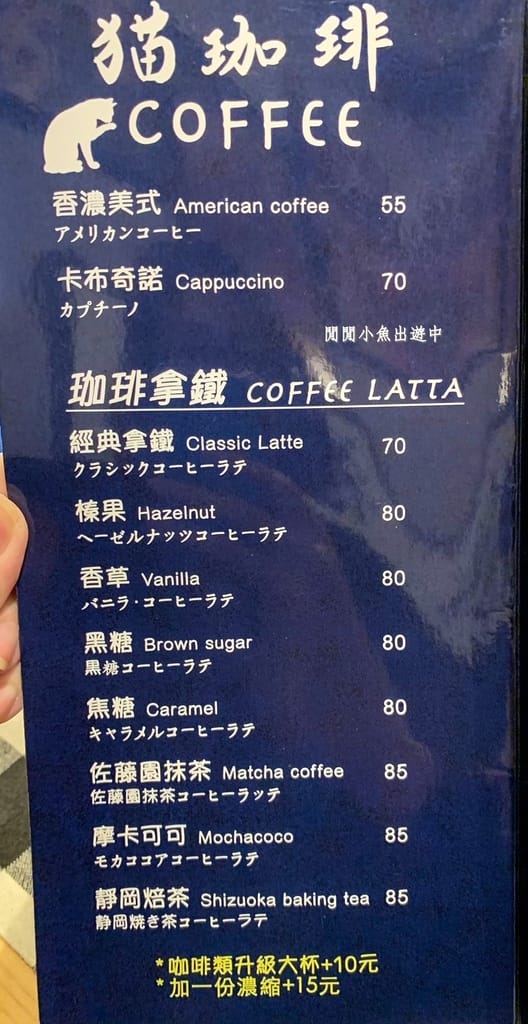 猫珈琲
COFFEE
香濃美式 American coffee 55
アメリカンコーヒー
卡布奇諾 Cappuccino 70
カプチーノ
閒閒小魚出遊中
珈琲拿鐵 COFFEE LATTA
經典拿鐵 Classic Latte 70
クラシックコーヒーラテ
榛果 Hazelnut 80
ヘーゼルナッツコーヒーラテ
香草 Vanilla 80
バニラ・コーヒーラテ
黑糖 Brown sugar 80
黒糖コーヒーラテ
焦糖 Caramel 80
キャラメルコーヒーラテ
佐藤園抹茶 Matcha coffee 85
佐藤園抹茶コーヒーラッテ
摩卡可可 Mochacoco 85
モカココアコーヒーラテ
靜岡焙茶 Shizuoka baking tea 85
静岡焼き茶コーヒーラテ
*咖啡類升級大杯+10元
*加一份濃縮+15元